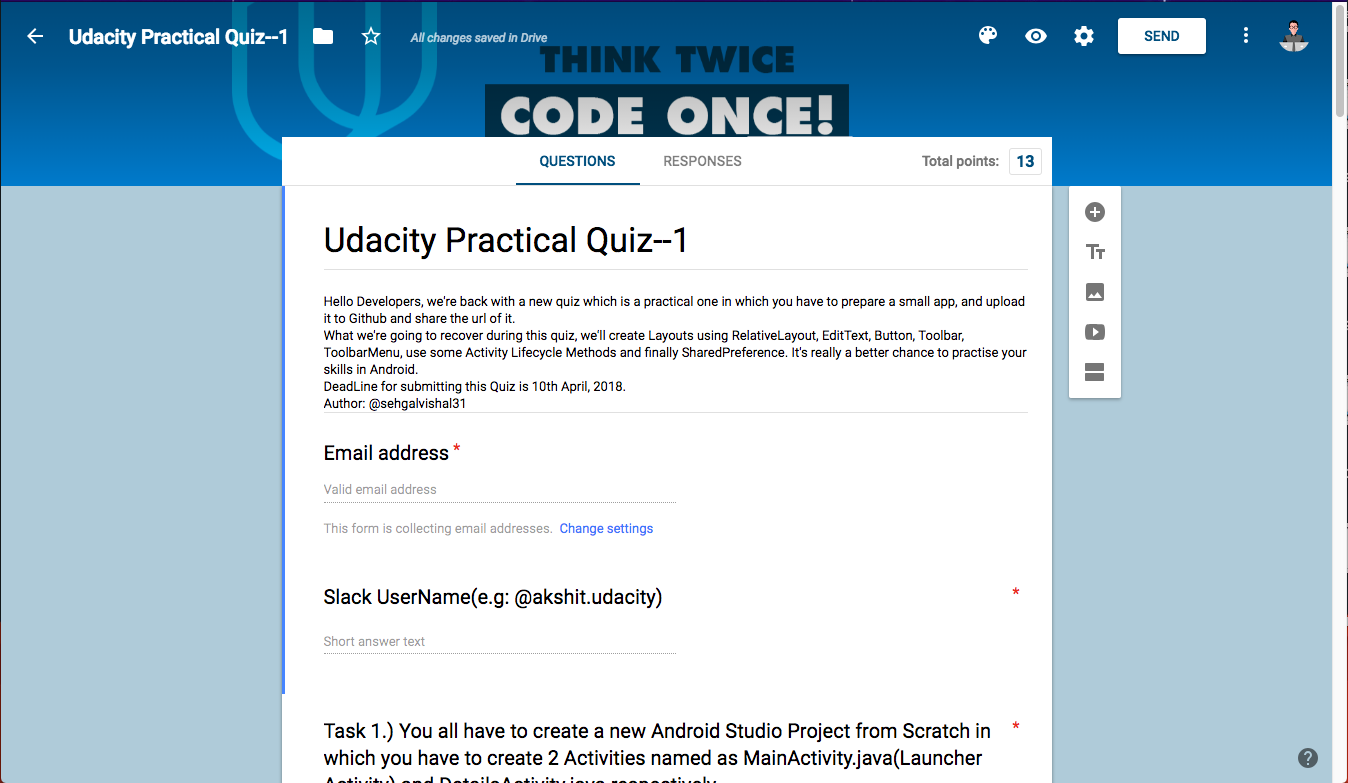 Udacity Practical Quiz--1
All changes saved in Drive
SEND
THINK TWICE
CODE ONCE!
QUESTIONS
RESPONSES
Total points: 13
Udacity Practical Quiz--1
Hello Developers, we're back with a new quiz which is a practical one in which you have to prepare a small app, and upload
it to Github and share the url of it.
What we're going to recover during this quiz, we'll create Layouts using RelativeLayout, EditText, Button, Toolbar,
ToolbarMenu, use some Activity Lifecycle Methods and finally SharedPreference. It's really a better chance to practise your
skills in Android.
DeadLine for submitting this Quiz is 10th April, 2018.
Author: @sehgalvishal31
Email address *
Valid email address
This form is collecting email addresses. Change settings
Slack UserName(e.g: @akshit.udacity) *
Short answer text
Task 1.) You all have to create a new Android Studio Project from Scratch in *
which you have to create 2 Activities named as MainActivity.java(Launcher
Activity) and DetailsActivity.java respectively